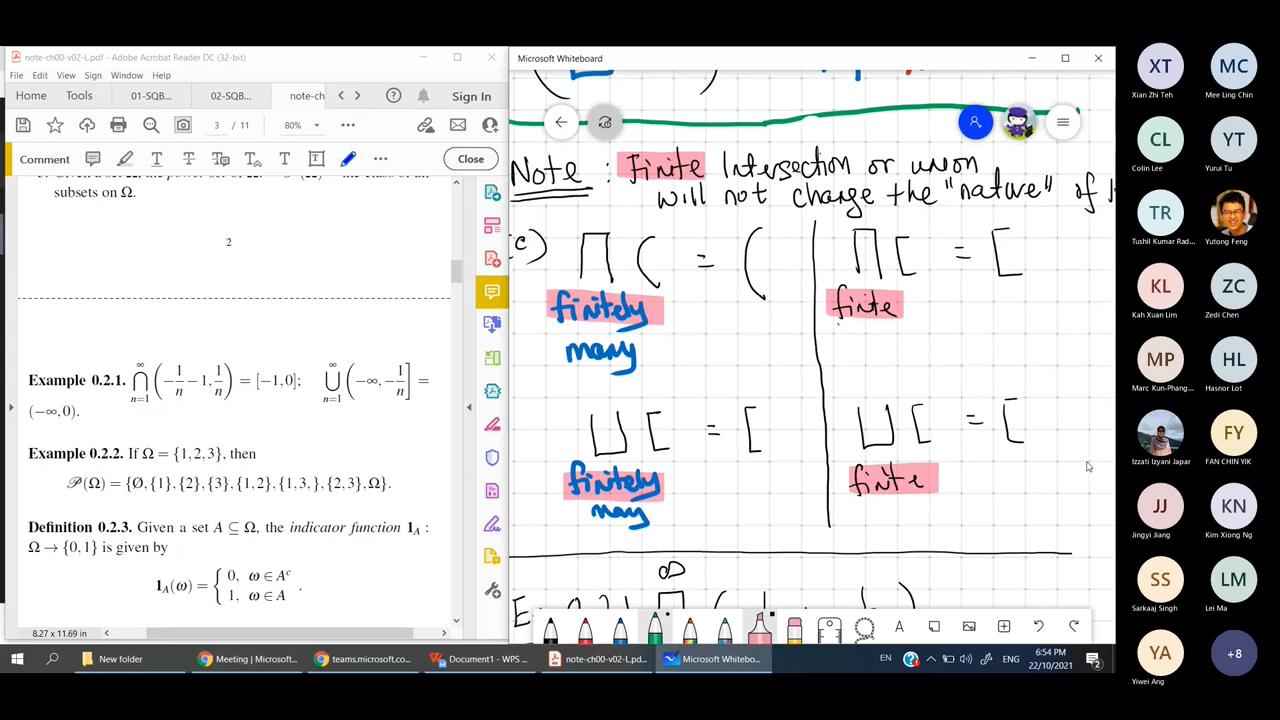 note-ch00-v02-L.pdf - Adobe Acrobat Reader DC (32-bit)
File Edit View Sign Window Help
Home Tools 01-SQB... 02-SQB... note-ch Sign In
3 / 11 80%
Comment Close
subsets on Ω.
2
Example 0.2.1. ∞ ⋂ n=1 (−1/n − 1, 1/n) = [−1, 0]; ∞ ⋃ n=1 (−∞, −1/n] =
(−∞, 0).
Example 0.2.2. If Ω = {1, 2, 3}, then
𝒫(Ω) = {Ø, {1}, {2}, {3}, {1, 2}, {1, 3, }, {2, 3}, Ω}.
Definition 0.2.3. Given a set A ⊆ Ω, the indicator function 1A :
Ω → {0, 1} is given by
1A(ω) = { 0, ω ∈ Aᶜ
1, ω ∈ A .
8.27 x 11.69 in
Microsoft Whiteboard
Note : Finite Intersection or union
will not change the "nature" of
c) ⋂ ( = (
finitely
many
⋂ [ = [
finite
⋃ [ = [
finitely
many
⋃ [ = [
finite
∞
XT
Xian Zhi Teh
MC
Mee Ling Chin
CL
Colin Lee
YT
Yurui Tu
TR
Tushil Kumar Rad...
Yutong Feng
KL
Kah Xuan Lim
ZC
Zedi Chen
MP
Marc Kun-Phang...
HL
Hasnor Lot
Izzati Izyani Japar
FY
FAN CHIN YIK
JJ
Jingyi Jiang
KN
Kim Xiong Ng
SS
Sarkaaj Singh
LM
Lei Ma
YA
Yiwei Ang
+8
New folder
Meeting | Microsoft...
teams.microsoft.co...
Document1 - WPS ...
note-ch00-v02-L.pd...
Microsoft Whitebo...
EN
ENG
6:54 PM
22/10/2021
2